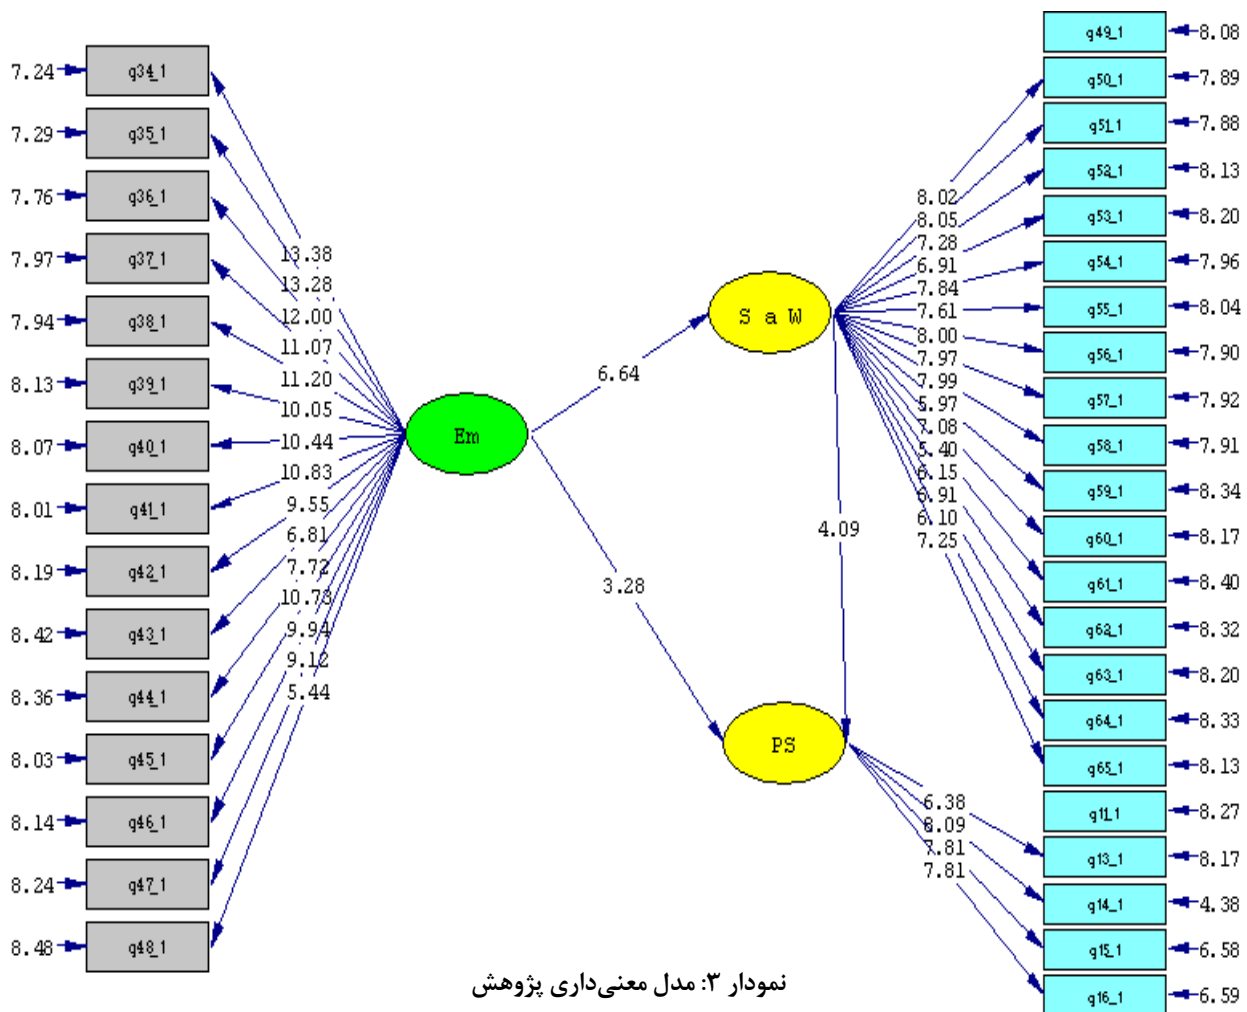 7.24 q34_1
7.29 q35_1
7.76 q36_1
7.97 q37_1
7.94 q38_1
8.13 q39_1
8.07 q40_1
8.01 q41_1
8.19 q42_1
8.42 q43_1
8.36 q44_1
8.03 q45_1
8.14 q46_1
8.24 q47_1
8.48 q48_1
13.38
13.28
12.00
11.07
11.20
10.05
10.44
10.83
9.55
6.81
7.72
10.73
9.94
9.12
5.44
Em
6.64
3.28
S a W
4.09
PS
8.02
8.05
7.28
6.91
7.84
7.61
8.00
7.97
7.99
5.97
7.08
5.40
6.15
6.91
6.10
7.25
6.38
8.09
7.81
7.81
q49_1 8.08
q50_1 7.89
q51_1 7.88
q52_1 8.13
q53_1 8.20
q54_1 7.96
q55_1 8.04
q56_1 7.90
q57_1 7.92
q58_1 7.91
q59_1 8.34
q60_1 8.17
q61_1 8.40
q62_1 8.32
q63_1 8.20
q64_1 8.33
q65_1 8.13
q11_1 8.27
q13_1 8.17
q14_1 4.38
q15_1 6.58
q16_1 6.59
نمودار ۳: مدل معنی‌داری پژوهش